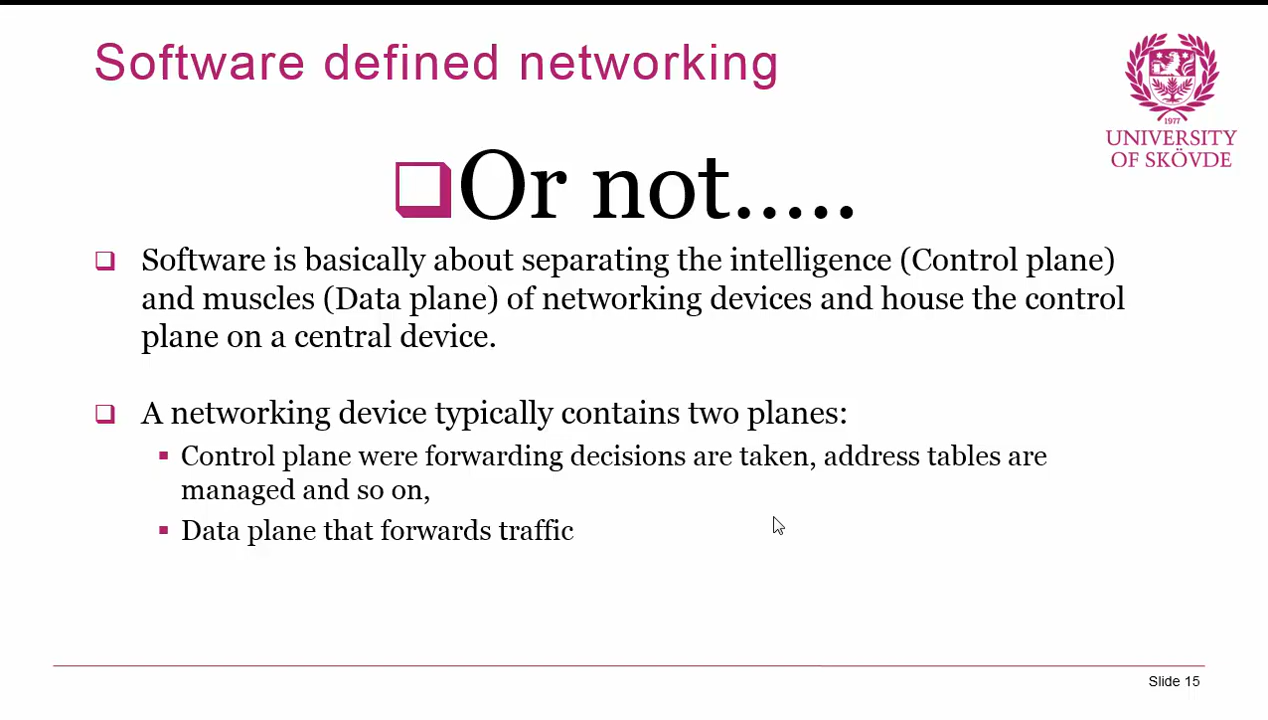 Software defined networking
1977
UNIVERSITY
OF SKÖVDE
Or not.....
Software is basically about separating the intelligence (Control plane)
and muscles (Data plane) of networking devices and house the control
plane on a central device.
A networking device typically contains two planes:
Control plane were forwarding decisions are taken, address tables are
managed and so on,
Data plane that forwards traffic
Slide 15